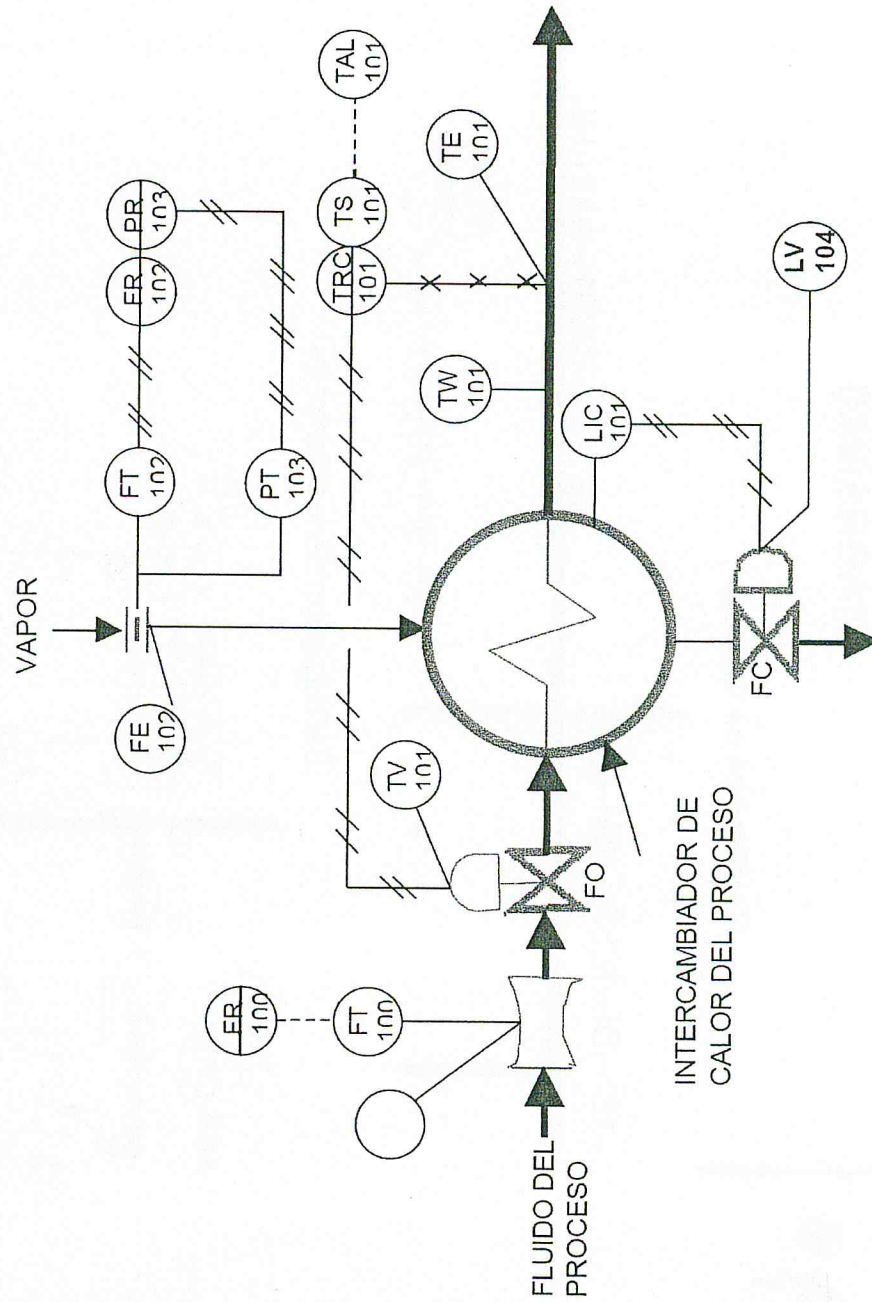 VAPOR
FE
102
FT
102
FR
102
PR
103
PT
103
TRC
101
TS
101
TAL
101
TV
101
TW
101
TE
101
FR
100
FT
100
FO
LIC
101
FC
LV
104
FLUIDO DEL
PROCESO
INTERCAMBIADOR DE
CALOR DEL PROCESO